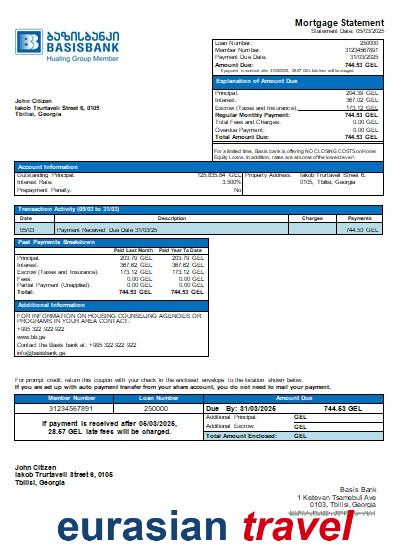 Mortgage Statement
Statement Date: 05/03/2025
ბაზისბანკი
BASISBANK
Hualing Group Member
Loan Number: 250000
Member Number: 31234567891
Payment Due Date: 31/03/2025
Amount Due: 744.53 GEL
If payment is received after 31/03/2025, 28.57 GEL late fees will be charged.
Explanation of Amount Due
Principal: 204.39 GEL
Interest: 367.02 GEL
Escrow (Taxes and Insurance): 173.12 GEL
Regular Monthly Payment: 744.53 GEL
Total Fees and Charges: 0.00 GEL
Overdue Payment: 0.00 GEL
Total Amount Due: 744.53 GEL
John Citizen
Iakob Trurtaveli Street 6, 0105
Tbilisi, Georgia
For a limited time, Basis bank is offering NO CLOSING COSTS on Home
Equity Loans. In addition, rates are at some of the lowest ever!
Account Information
Outstanding Principal: 125,835.84 GEL
Interest Rate: 3.500%
Prepayment Penalty: No
Property Address: Iakob Trurtaveli Street 6,
0105, Tbilisi, Georgia
Transaction Activity (05/03 to 31/03)
Date Description Charges Payments
05/03 Payment Received Due Date 31/03/25 744.53 GEL
Past Payments Breakdown
Paid Last Month Paid Year To Date
Principal: 203.79 GEL 203.79 GEL
Interest: 367.62 GEL 367.62 GEL
Escrow (Taxes and Insurance): 173.12 GEL 173.12 GEL
Fees: 0.00 GEL 0.00 GEL
Partial Payment (Unapplied): 0.00 GEL 0.00 GEL
Total: 744.53 GEL 744.53 GEL
Additional Information
FOR INFORMATION ON HOUSING COUNSELING AGENCIES OR
PROGRAMS IN YOUR AREA CONTACT:
+995 322 922 922
www.bb.ge
Contact the Basis bank at: +995 322 922 922
info@basisbank.ge
For prompt credit, return this coupon with your check in the enclosed envelope to the location shown below.
If you are set up with auto payment transfer from your share account, you do not need to mail your payment.
Member Number Loan Number Amount Due
31234567891 250000 Due By: 31/03/2025 744.53 GEL
If payment is received after 05/03/2025,
28.57 GEL late fees will be charged.
Additional Principal: GEL
Additional Escrow: GEL
Total Amount Enclosed: GEL
John Citizen
Iakob Trurtaveli Street 6, 0105
Tbilisi, Georgia
Basis Bank
1 Ketevan Tsamebuli Ave
0103, Tbilisi, Georgia
eurasian travel